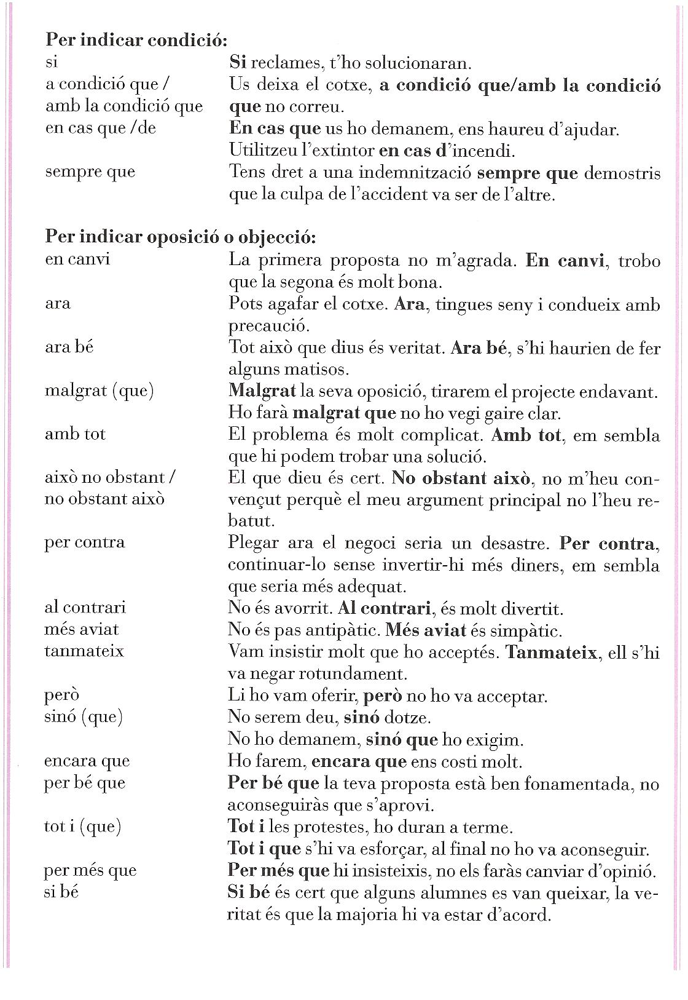 Per indicar condició:
si Si reclames, t'ho solucionaran.
a condició que / Us deixa el cotxe, a condició que/amb la condició
amb la condició que que no correu.
en cas que /de En cas que us ho demanem, ens haureu d'ajudar.
Utilitzeu l'extintor en cas d'incendi.
sempre que Tens dret a una indemnització sempre que demostris
que la culpa de l'accident va ser de l'altre.
Per indicar oposició o objecció:
en canvi La primera proposta no m'agrada. En canvi, trobo
que la segona és molt bona.
ara Pots agafar el cotxe. Ara, tingues seny i condueix amb
precaució.
ara bé Tot això que dius és veritat. Ara bé, s'hi haurien de fer
alguns matisos.
malgrat (que) Malgrat la seva oposició, tirarem el projecte endavant.
Ho farà malgrat que no ho vegi gaire clar.
amb tot El problema és molt complicat. Amb tot, em sembla
que hi podem trobar una solució.
això no obstant / El que dieu és cert. No obstant això, no m'heu con-
no obstant això vençut perquè el meu argument principal no l'heu re-
batut.
per contra Plegar ara el negoci seria un desastre. Per contra,
continuar-lo sense invertir-hi més diners, em sembla
que seria més adequat.
al contrari No és avorrit. Al contrari, és molt divertit.
més aviat No és pas antipàtic. Més aviat és simpàtic.
tanmateix Vam insistir molt que ho acceptés. Tanmateix, ell s'hi
va negar rotundament.
però Li ho vam oferir, però no ho va acceptar.
sinó (que) No serem deu, sinó dotze.
No ho demanem, sinó que ho exigim.
encara que Ho farem, encara que ens costi molt.
per bé que Per bé que la teva proposta està ben fonamentada, no
aconseguiràs que s'aprovi.
tot i (que) Tot i les protestes, ho duran a terme.
Tot i que s'hi va esforçar, al final no ho va aconseguir.
per més que Per més que hi insisteixis, no els faràs canviar d'opinió.
si bé Si bé és cert que alguns alumnes es van queixar, la ve-
ritat és que la majoria hi va estar d'acord.